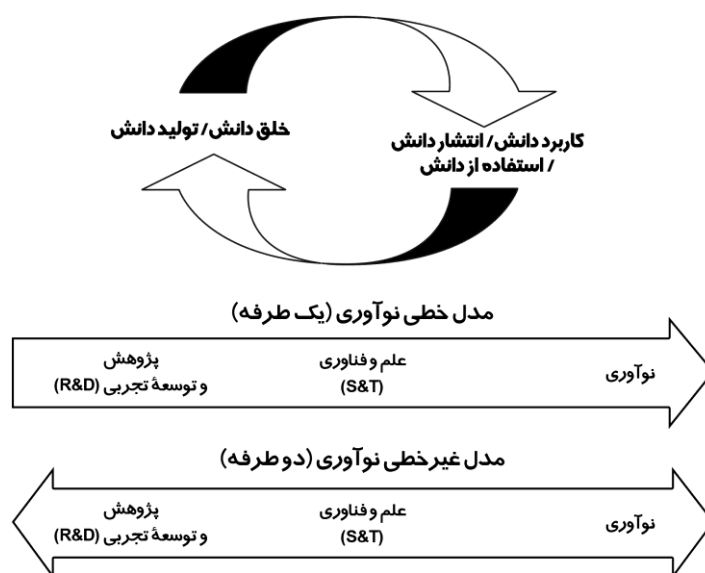 خلق دانش/ تولید دانش
کاربرد دانش/ انتشار دانش
/ استفاده از دانش
مدل خطی نوآوری (یک طرفه)
پژوهش
و توسعهٔ تجربی (R&D)
علم و فناوری
(S&T)
نوآوری
مدل غیرخطی نوآوری (دو طرفه)
پژوهش
و توسعهٔ تجربی (R&D)
علم و فناوری
(S&T)
نوآوری